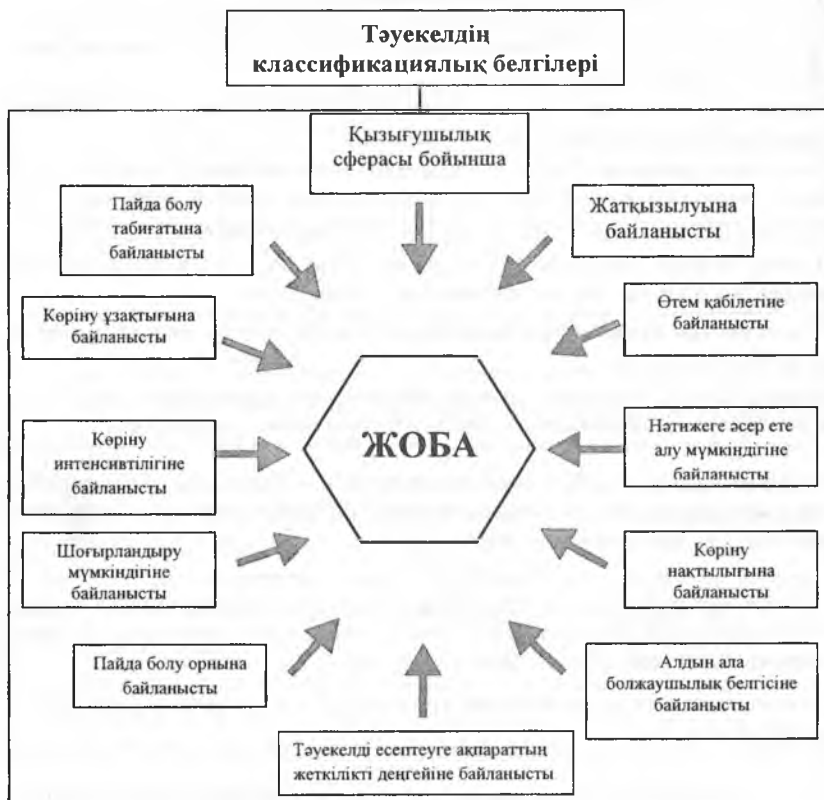 Тәуекелдің
классификациялық белгілері
Қызығушылық
сферасы бойынша
Пайда болу
табиғатына
байланысты
Жатқызылуына
байланысты
Көріну ұзақтығына
байланысты
Өтем қабілетіне
байланысты
Көріну
интенсивтілігіне
байланысты
ЖОБА
Нәтижеге әсер ете
алу мүмкіндігіне
байланысты
Шоғырландыру
мүмкіндігіне
байланысты
Көріну
нақтылығына
байланысты
Пайда болу орнына
байланысты
Алдын ала
болжаушылық белгісіне
байланысты
Тәуекелді есептеуге ақпараттың
жеткілікті деңгейіне байланысты